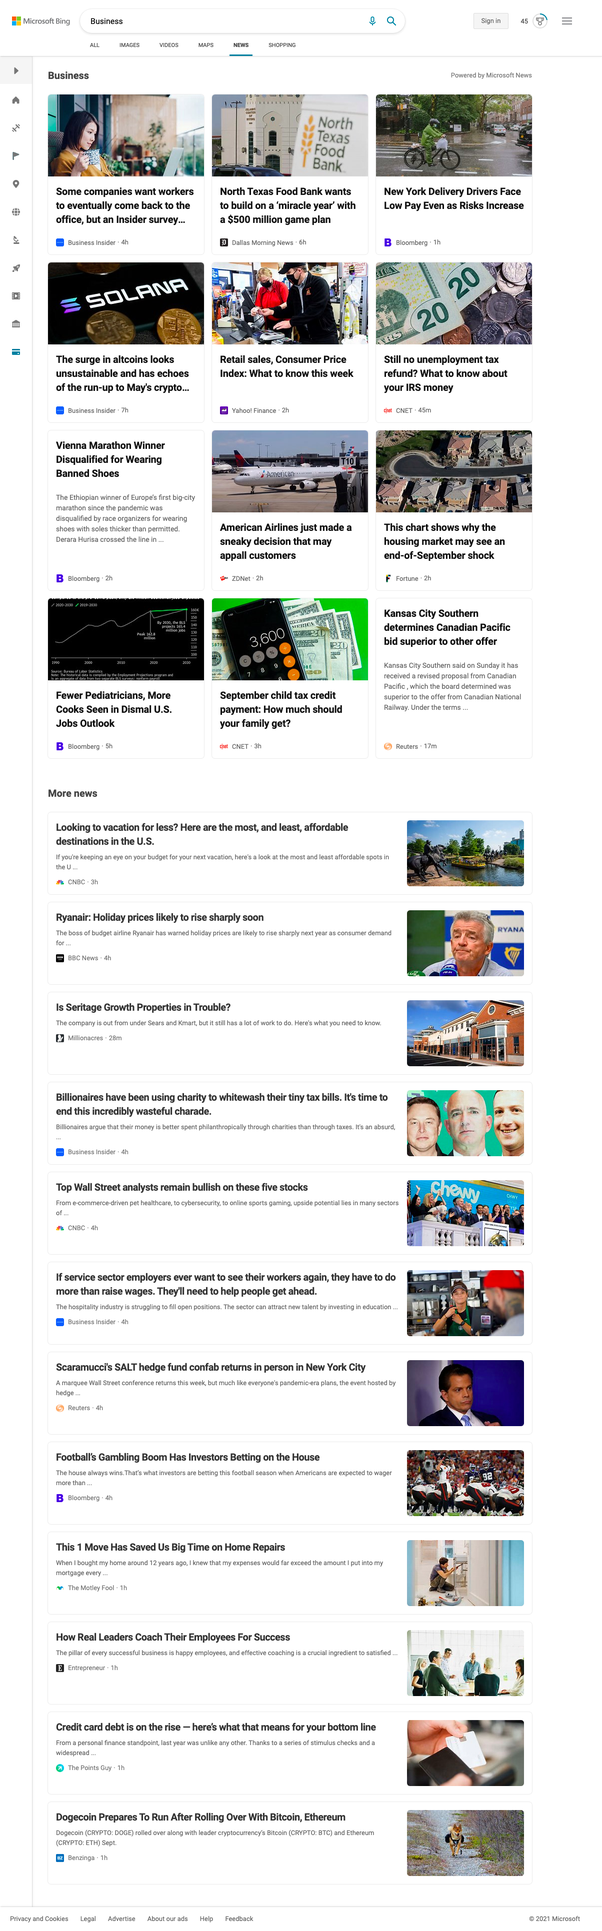 Microsoft Bing
Business
Sign in
45
ALL
IMAGES
VIDEOS
MAPS
NEWS
SHOPPING
Business
Powered by Microsoft News
North
Texas
Food
Bank
Some companies want workers
to eventually come back to the
office, but an Insider survey...
Business Insider · 4h
North Texas Food Bank wants
to build on a ‘miracle year’ with
a $500 million game plan
Dallas Morning News · 6h
New York Delivery Drivers Face
Low Pay Even as Risks Increase
Bloomberg · 1h
SOLANA
20
20
The surge in altcoins looks
unsustainable and has echoes
of the run-up to May's crypto...
Business Insider · 7h
Retail sales, Consumer Price
Index: What to know this week
Yahoo! Finance · 2h
Still no unemployment tax
refund? What to know about
your IRS money
CNET · 45m
Vienna Marathon Winner
Disqualified for Wearing
Banned Shoes
The Ethiopian winner of Europe's first big-city
marathon since the pandemic was
disqualified by race organizers for wearing
shoes with soles thicker than permitted.
Derara Hurisa crossed the line in ...
Bloomberg · 2h
T10
American
American Airlines just made a
sneaky decision that may
appall customers
ZDNet · 2h
This chart shows why the
housing market may see an
end-of-September shock
Fortune · 2h
Fewer Pediatricians, More
Cooks Seen in Dismal U.S.
Jobs Outlook
Bloomberg · 5h
3,600
September child tax credit
payment: How much should
your family get?
CNET · 3h
Kansas City Southern
determines Canadian Pacific
bid superior to other offer
Kansas City Southern said on Sunday it has
received a revised proposal from Canadian
Pacific , which the board determined was
superior to the offer from Canadian National
Railway. Under the terms ...
Reuters · 17m
More news
Looking to vacation for less? Here are the most, and least, affordable
destinations in the U.S.
If you're keeping an eye on your budget for your next vacation, here's a look at the most and least affordable spots in
the U ...
CNBC · 3h
Ryanair: Holiday prices likely to rise sharply soon
The boss of budget airline Ryanair has warned holiday prices are likely to rise sharply next year as consumer demand
for ...
BBC News · 4h
Is Seritage Growth Properties in Trouble?
The company is out from under Sears and Kmart, but it still has a lot of work to do. Here's what you need to know.
Millionacres · 28m
Billionaires have been using charity to whitewash their tiny tax bills. It's time to
end this incredibly wasteful charade.
Billionaires argue that their money is better spent philanthropically through charities than through taxes. It's an absurd,
...
Business Insider · 4h
Top Wall Street analysts remain bullish on these five stocks
From e-commerce-driven pet healthcare, to cybersecurity, to online sports gaming, upside potential lies in many sectors
of ...
CNBC · 4h
chewy
If service sector employers ever want to see their workers again, they have to do
more than raise wages. They'll need to help people get ahead.
The hospitality industry is struggling to fill open positions. The sector can attract new talent by investing in education ...
Business Insider · 4h
Scaramucci's SALT hedge fund confab returns in person in New York City
A marquee Wall Street conference returns this week, but much like everyone's pandemic-era plans, the event hosted by
hedge ...
Reuters · 4h
Football’s Gambling Boom Has Investors Betting on the House
The house always wins.That's what investors are betting this football season when Americans are expected to wager
more than ...
Bloomberg · 4h
This 1 Move Has Saved Us Big Time on Home Repairs
When I bought my home around 12 years ago, I knew that my expenses would far exceed the amount I put into my
mortgage every ...
The Motley Fool · 1h
How Real Leaders Coach Their Employees For Success
The pillar of every successful business is happy employees, and effective coaching is a crucial ingredient to satisfied ...
Entrepreneur · 1h
Credit card debt is on the rise — here’s what that means for your bottom line
From a personal finance standpoint, last year was unlike any other. Thanks to a series of stimulus checks and a
widespread ...
The Points Guy · 1h
Dogecoin Prepares To Run After Rolling Over With Bitcoin, Ethereum
Dogecoin (CRYPTO: DOGE) rolled over along with leader cryptocurrency's Bitcoin (CRYPTO: BTC) and Ethereum
(CRYPTO: ETH) Sept.
Benzinga · 1h
Privacy and Cookies
Legal
Advertise
About our ads
Help
Feedback
© 2021 Microsoft